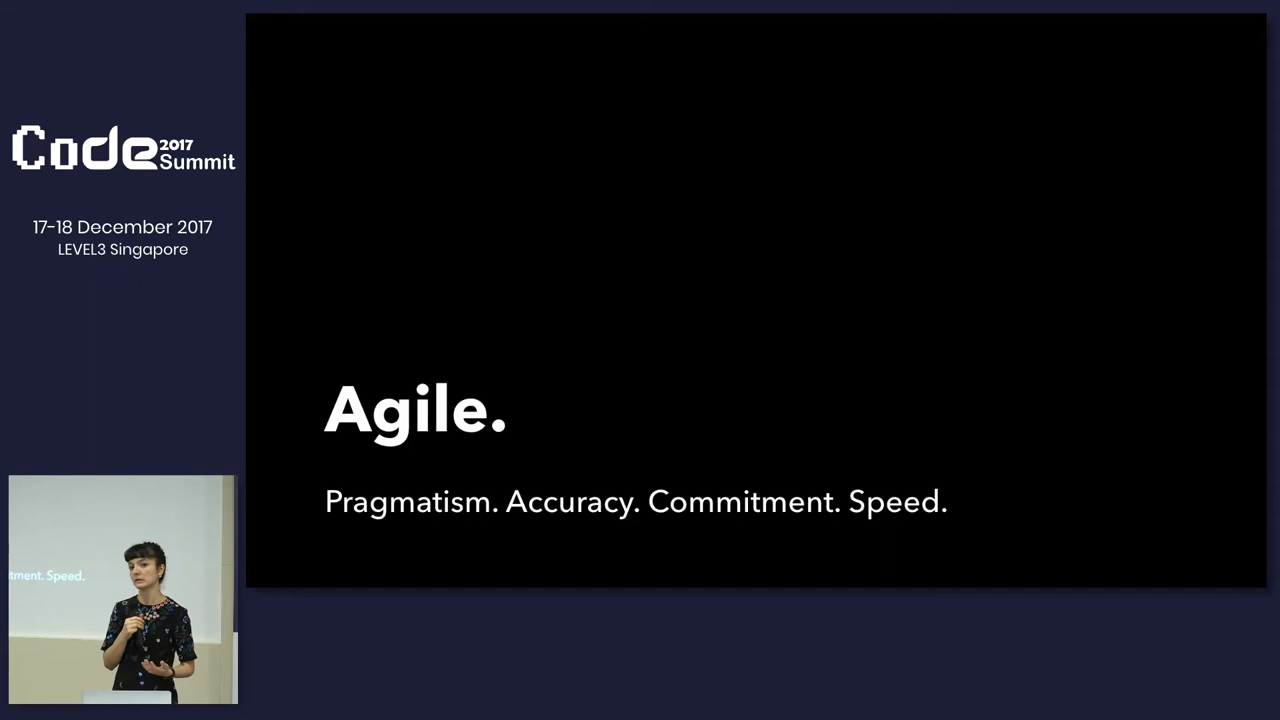 Code 2017 Summit
17-18 December 2017
LEVEL3 Singapore
Agile.
Pragmatism. Accuracy. Commitment. Speed.
tment. Speed.